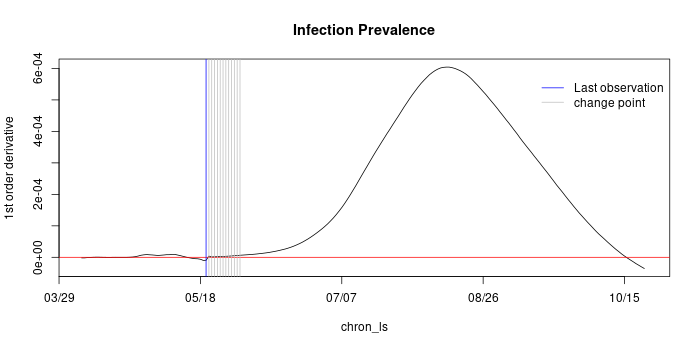 Infection Prevalence
6e-04
4e-04
2e-04
0e+00
1st order derivative
Last observation
change point
03/29
05/18
07/07
08/26
10/15
chron_ls